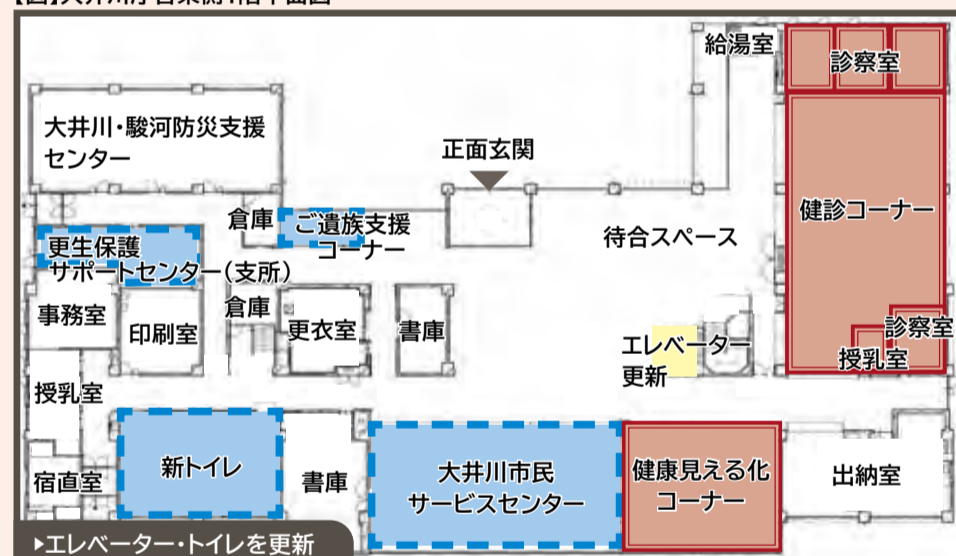 給湯室
診察室
大井川・駿河防災支援
センター
正面玄関
健診コーナー
倉庫
ご遺族支援
コーナー
待合スペース
更生保護
サポートセンター(支所)
倉庫
事務室
印刷室
更衣室
書庫
エレベーター
更新
診察室
授乳室
授乳室
新トイレ
書庫
大井川市民
サービスセンター
健康見える化
コーナー
出納室
宿直室
▶エレベーター・トイレを更新